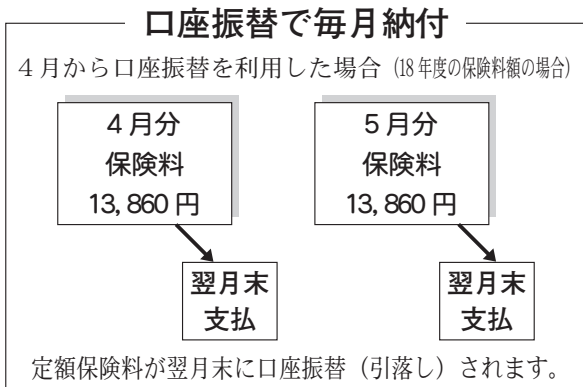 口座振替で毎月納付
4月から口座振替を利用した場合（18年度の保険料額の場合）
4月分
保険料
13,860円
翌月末
支払
5月分
保険料
13,860円
翌月末
支払
定額保険料が翌月末に口座振替（引落し）されます。